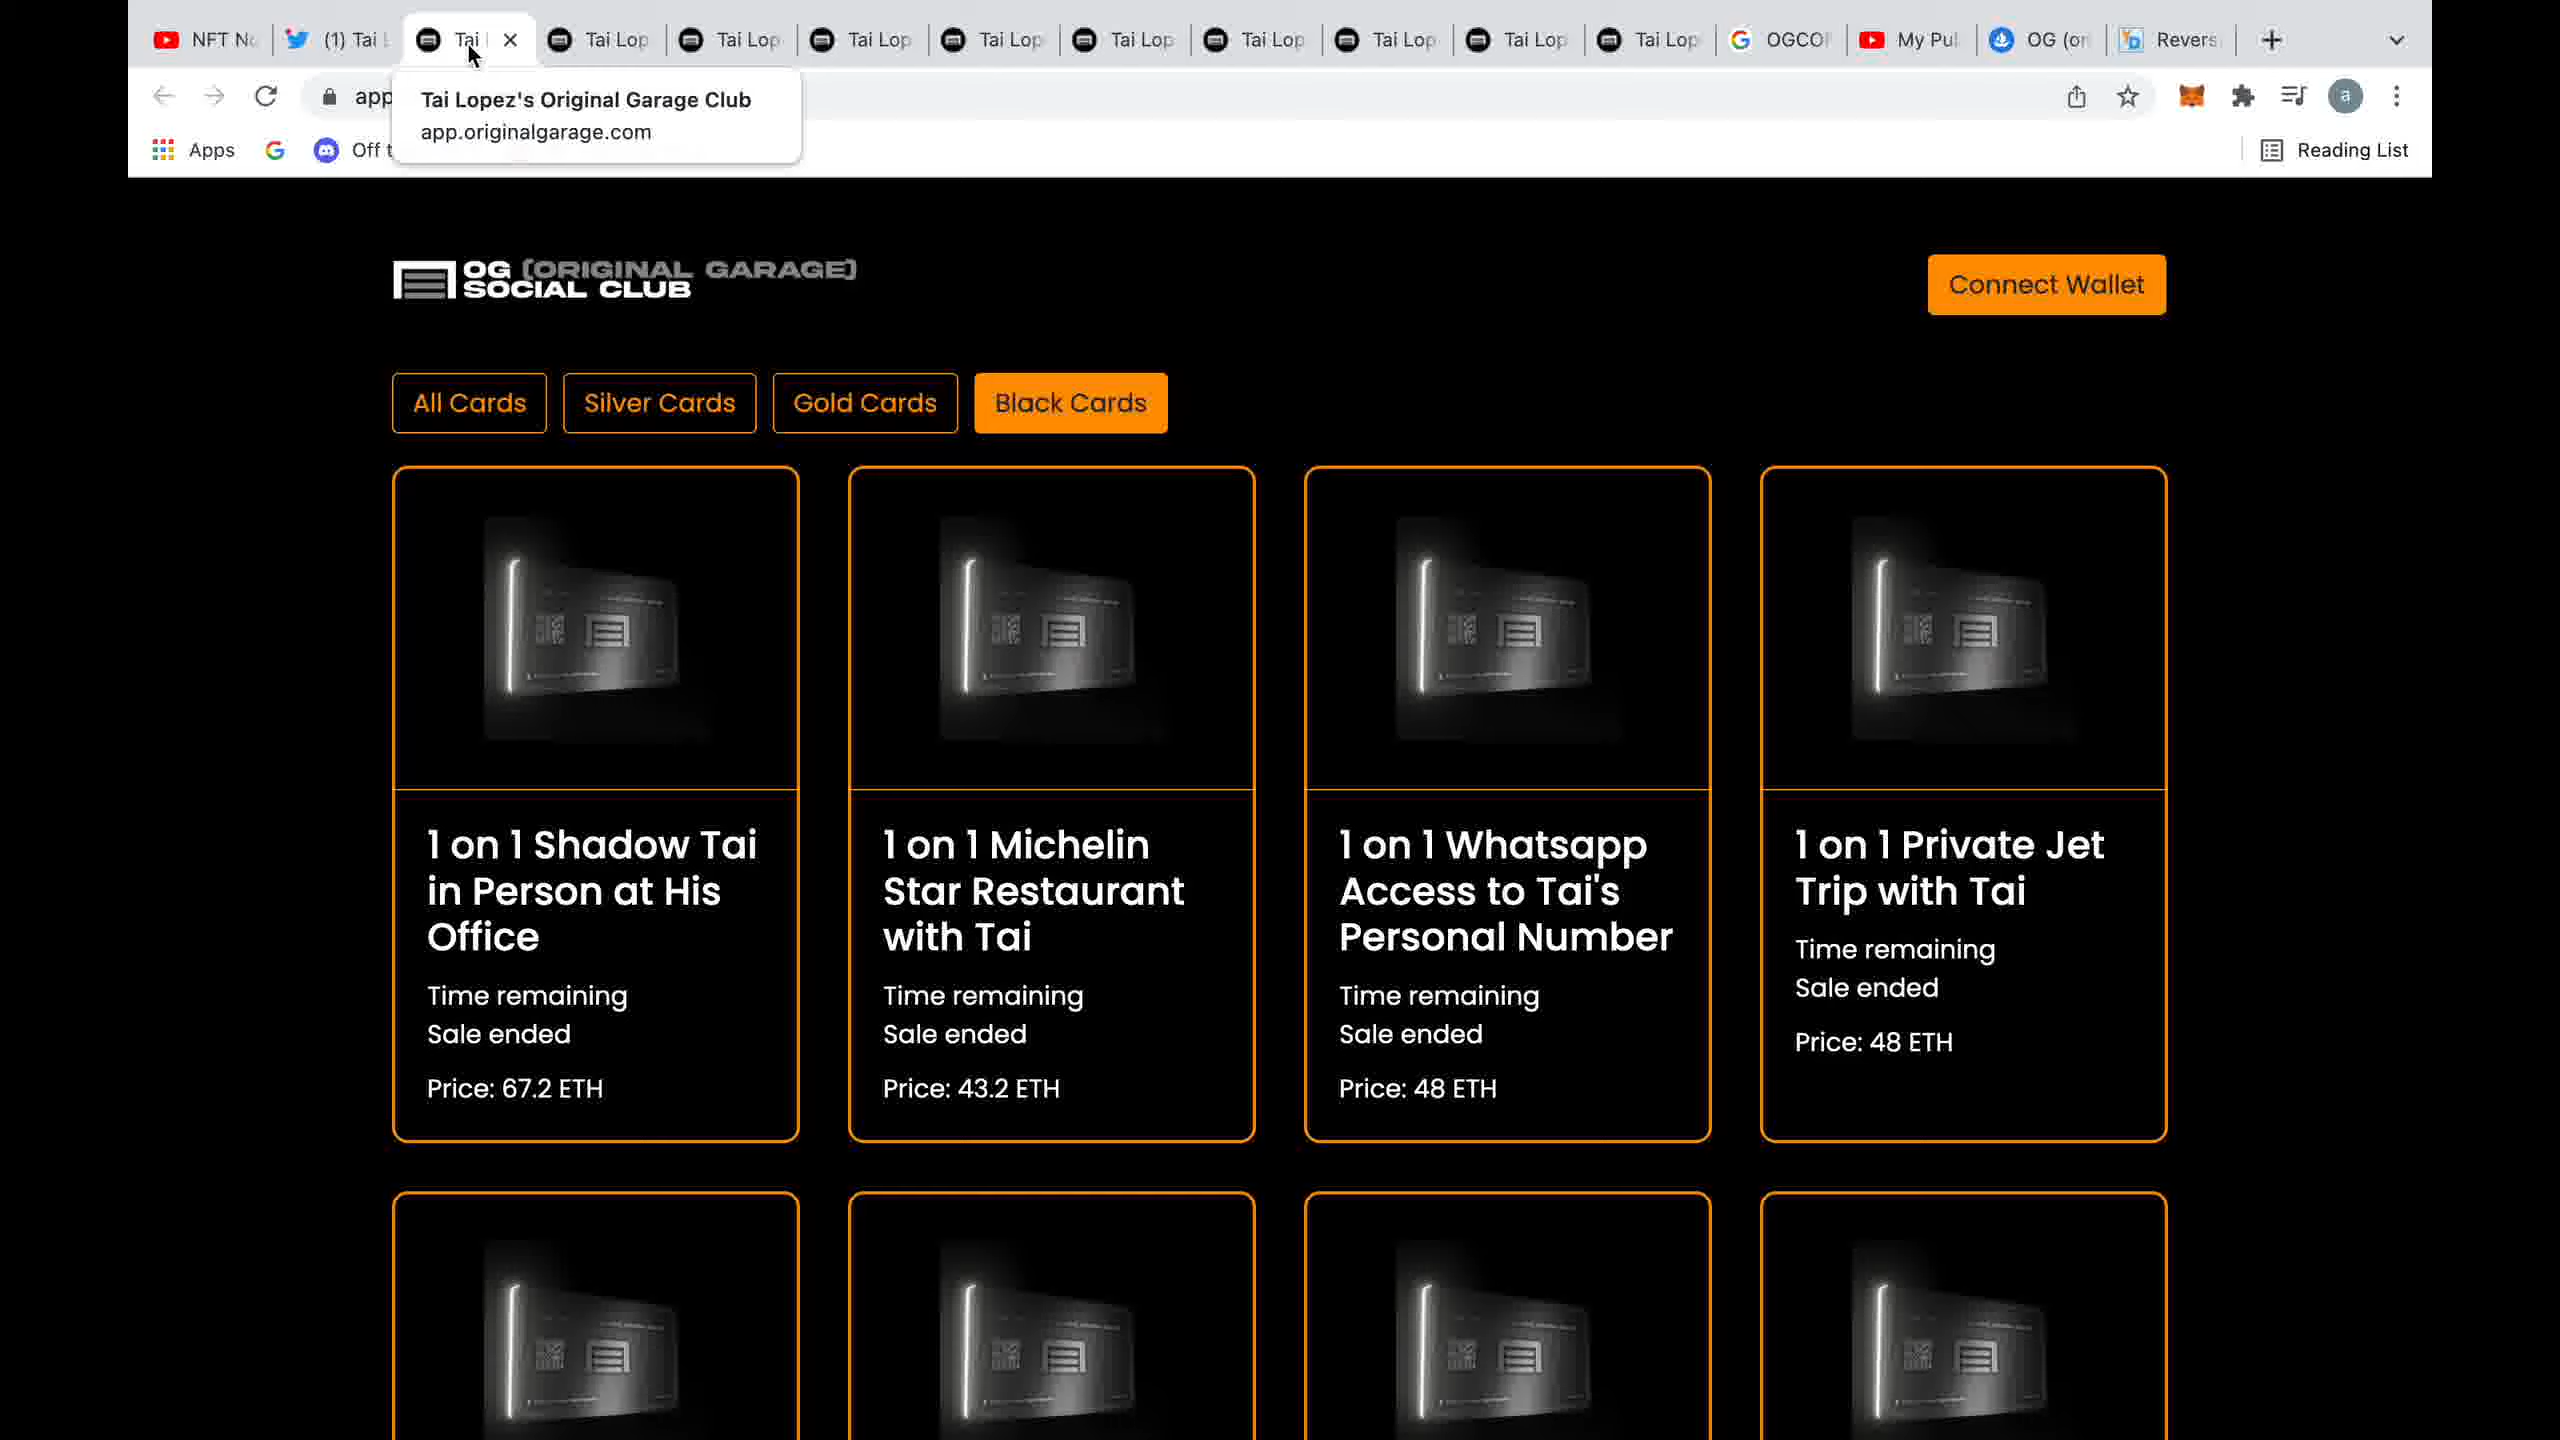 NFT No
(1) Tai L
Tai
Tai Lop
Tai Lop
Tai Lop
Tai Lop
Tai Lop
Tai Lop
Tai Lop
Tai Lop
Tai Lop
OGCOI
My Pul
OG (or
Revers
app
Tai Lopez's Original Garage Club
app.originalgarage.com
a
Apps
Off t
Reading List
OG (ORIGINAL GARAGE)
SOCIAL CLUB
Connect Wallet
All Cards
Silver Cards
Gold Cards
Black Cards
1 on 1 Shadow Tai
in Person at His
Office
Time remaining
Sale ended
Price: 67.2 ETH
1 on 1 Michelin
Star Restaurant
with Tai
Time remaining
Sale ended
Price: 43.2 ETH
1 on 1 Whatsapp
Access to Tai's
Personal Number
Time remaining
Sale ended
Price: 48 ETH
1 on 1 Private Jet
Trip with Tai
Time remaining
Sale ended
Price: 48 ETH